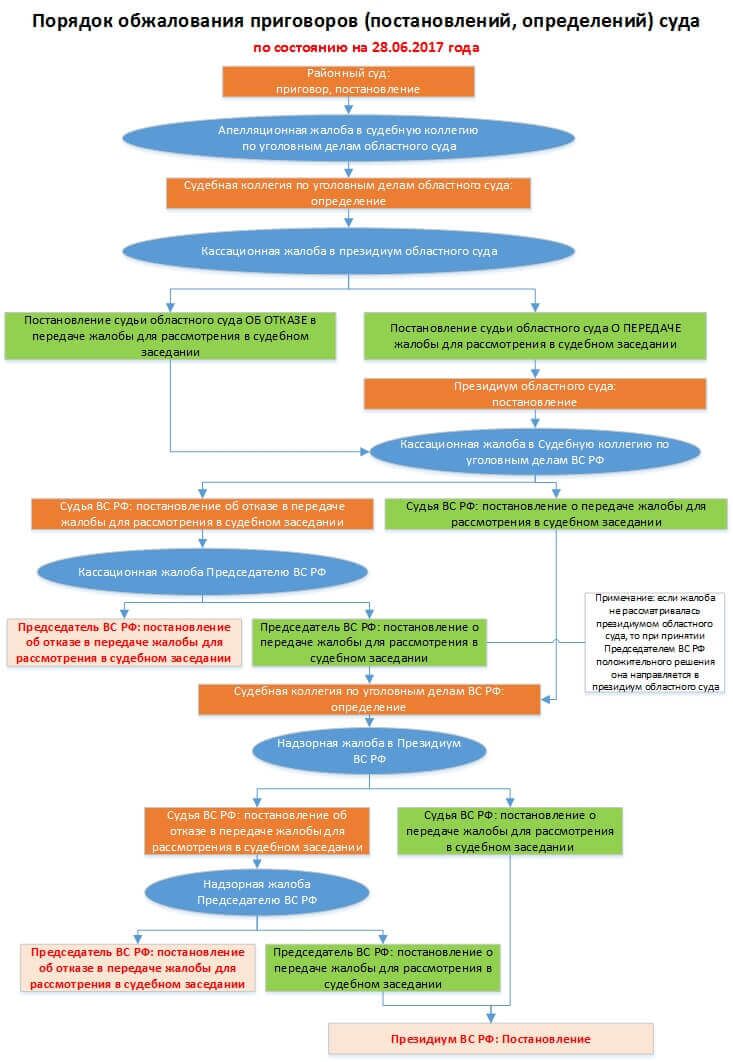 Порядок обжалования приговоров (постановлений, определений) суда
по состоянию на 28.06.2017 года
Районный суд:
приговор, постановление
Апелляционная жалоба в судебную коллегию
по уголовным делам областного суда
Судебная коллегия по уголовным делам областного суда:
определение
Кассационная жалоба в президиум областного суда
Постановление судьи областного суда ОБ ОТКАЗЕ в
передаче жалобы для рассмотрения в судебном
заседании
Постановление судьи областного суда О ПЕРЕДАЧЕ
жалобы для рассмотрения в судебном заседании
Президиум областного суда:
постановление
Кассационная жалоба в Судебную коллегию по
уголовным делам ВС РФ
Судья ВС РФ: постановление об отказе в передаче
жалобы для рассмотрения в судебном заседании
Судья ВС РФ: постановление о передаче жалобы для
рассмотрения в судебном заседании
Кассационная жалоба Председателю ВС РФ
Председатель ВС РФ: постановление
об отказе в передаче жалобы для
рассмотрения в судебном заседании
Председатель ВС РФ: постановление о
передаче жалобы для рассмотрения в
судебном заседании
Примечание: если жалоба
не рассматривалась
президиумом областного
суда, то при принятии
Председателем ВС РФ
положительного решения
она направляется в
президиум областного суда
Судебная коллегия по уголовным делам ВС РФ:
определение
Надзорная жалоба в Президиум
ВС РФ
Судья ВС РФ: постановление об
отказе в передаче жалобы для
рассмотрения в судебном заседании
Судья ВС РФ: постановление о
передаче жалобы для рассмотрения
в судебном заседании
Надзорная жалоба
Председателю ВС РФ
Председатель ВС РФ: постановление
об отказе в передаче жалобы для
рассмотрения в судебном заседании
Председатель ВС РФ: постановление о
передаче жалобы для рассмотрения в
судебном заседании
Президиум ВС РФ: Постановление